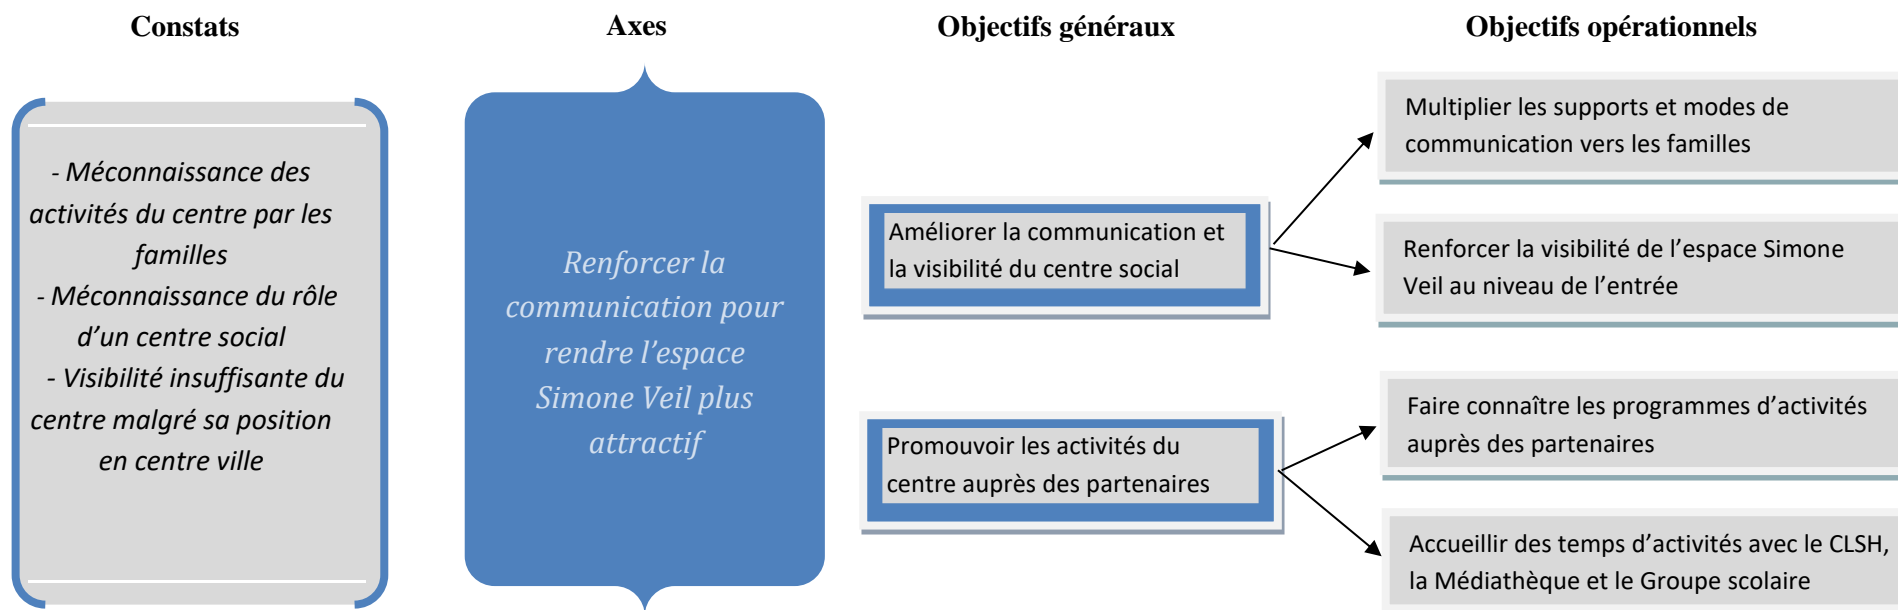 Constats
Axes
Objectifs généraux
Objectifs opérationnels
- Méconnaissance des
activités du centre par les
familles
- Méconnaissance du rôle
d’un centre social
- Visibilité insuffisante du
centre malgré sa position
en centre ville
Renforcer la
communication pour
rendre l’espace
Simone Veil plus
attractif
Améliorer la communication et
la visibilité du centre social
Promouvoir les activités du
centre auprès des partenaires
Multiplier les supports et modes de
communication vers les familles
Renforcer la visibilité de l’espace Simone
Veil au niveau de l’entrée
Faire connaître les programmes d’activités
auprès des partenaires
Accueillir des temps d’activités avec le CLSH,
la Médiathèque et le Groupe scolaire